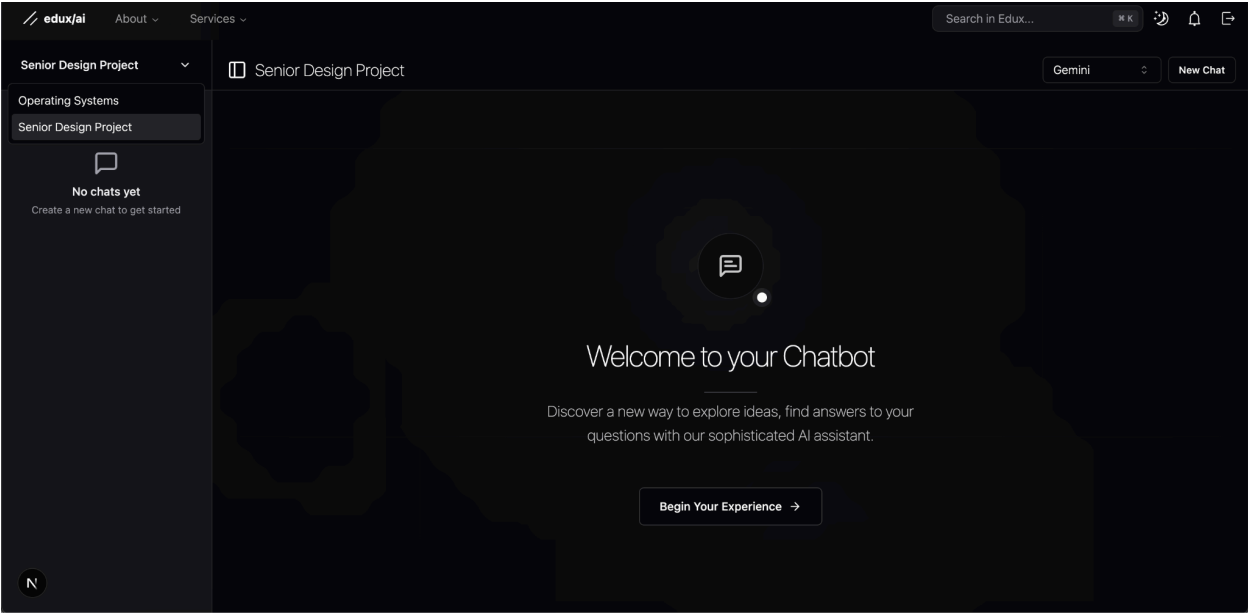 edux/ai
About
Services
Search in Edux...
⌘ K
Senior Design Project
Senior Design Project
Gemini
New Chat
Operating Systems
Senior Design Project
No chats yet
Create a new chat to get started
Welcome to your Chatbot
Discover a new way to explore ideas, find answers to your
questions with our sophisticated AI assistant.
Begin Your Experience →
N